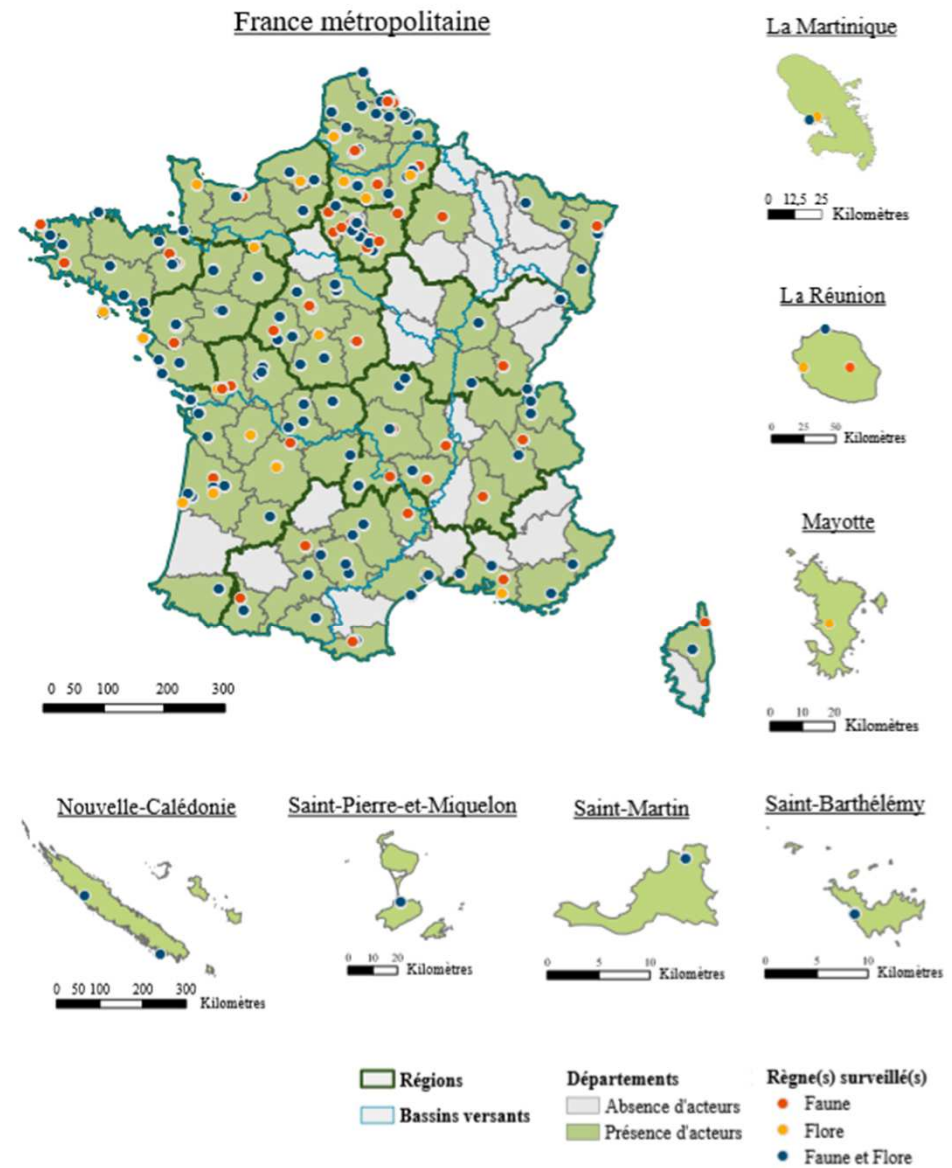 France métropolitaine
La Martinique
0 12,5 25 Kilomètres
La Réunion
0 25 50 Kilomètres
Mayotte
0 10 20 Kilomètres
0 50 100 200 300
Nouvelle-Calédonie
0 50 100 200 300 Kilomètres
Saint-Pierre-et-Miquelon
0 10 20 Kilomètres
Saint-Martin
0 5 10 Kilomètres
Saint-Barthélémy
0 5 10 Kilomètres
Régions
Bassins versants
Départements
Absence d'acteurs
Présence d'acteurs
Règne(s) surveillé(s)
Faune
Flore
Faune et Flore